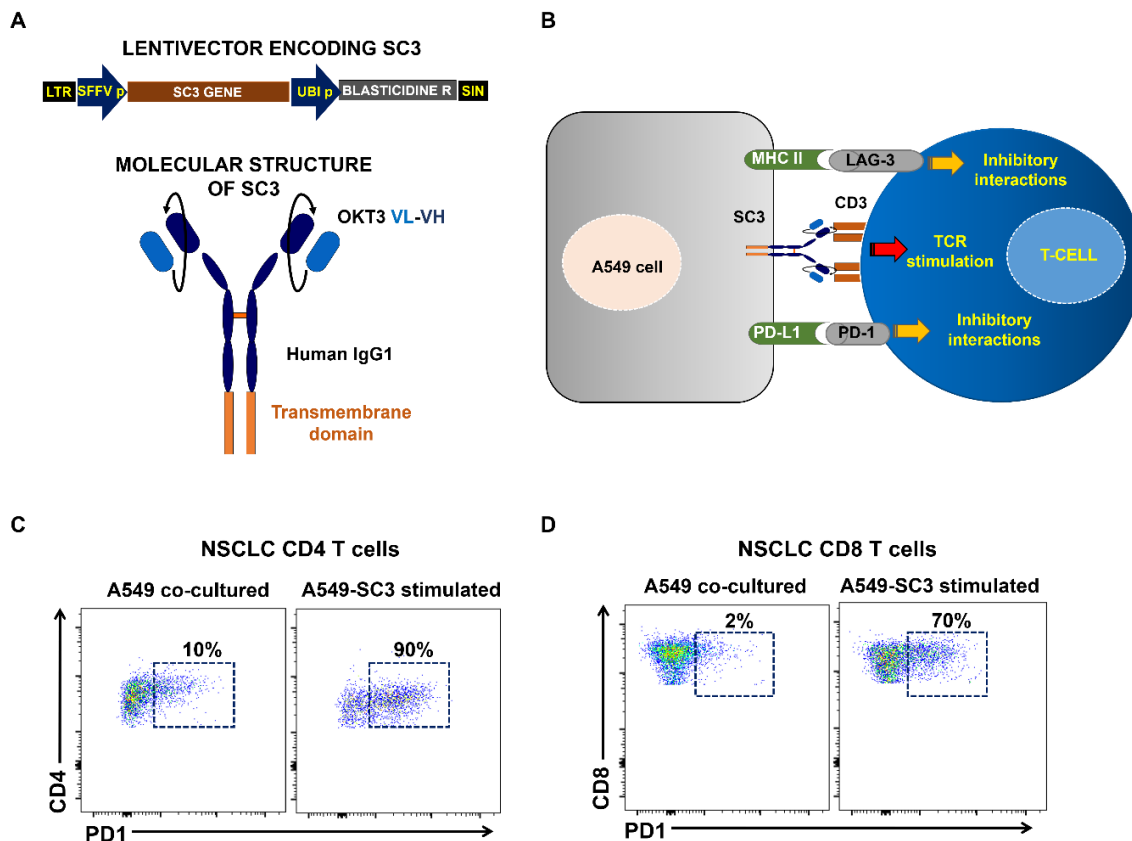 A
LENTIVECTOR ENCODING SC3
LTR SFFV p SC3 GENE UBI p BLASTICIDINE R SIN
MOLECULAR STRUCTURE
OF SC3
OKT3 VL-VH
Human IgG1
Transmembrane
domain
B
MHC II LAG-3
Inhibitory
interactions
SC3 CD3
A549 cell
TCR
stimulation
T-CELL
PD-L1 PD-1
Inhibitory
interactions
C
NSCLC CD4 T cells
A549 co-cultured A549-SC3 stimulated
10% 90%
CD4
PD1
D
NSCLC CD8 T cells
A549 co-cultured A549-SC3 stimulated
2% 70%
CD8
PD1